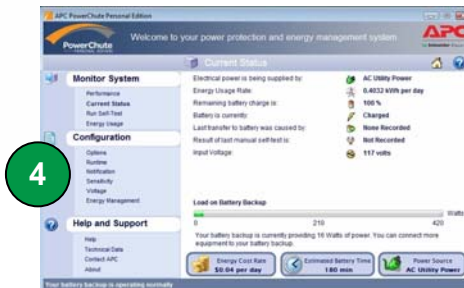 APC PowerChute Personal Edition
PowerChute
Welcome to your power protection and energy management system
APC
by Schneider Electric
Current Status
Monitor System
Performance
Current Status
Run Self-Test
Energy Usage
Configuration
Options
Runtime
Notification
Sensitivity
Voltage
Energy Management
Help and Support
Help
Technical Data
Contact APC
About
Electrical power is being supplied by: AC Utility Power
Energy Usage Rate: 0.4032 kWh per day
Remaining battery charge is: 100 %
Battery is currently: Charged
Last transfer to battery was caused by: None Recorded
Result of last manual self-test is: Not Recorded
Input Voltage: 117 volts
4
Load on Battery Backup
Watts
0 210 420
Your battery backup is currently providing 16 Watts of power. You can connect more
equipment to your battery backup.
Energy Cost Rate
$0.04 per day
Estimated Battery Time
180 min
Power Source
AC Utility Power
Your battery backup is operating normally